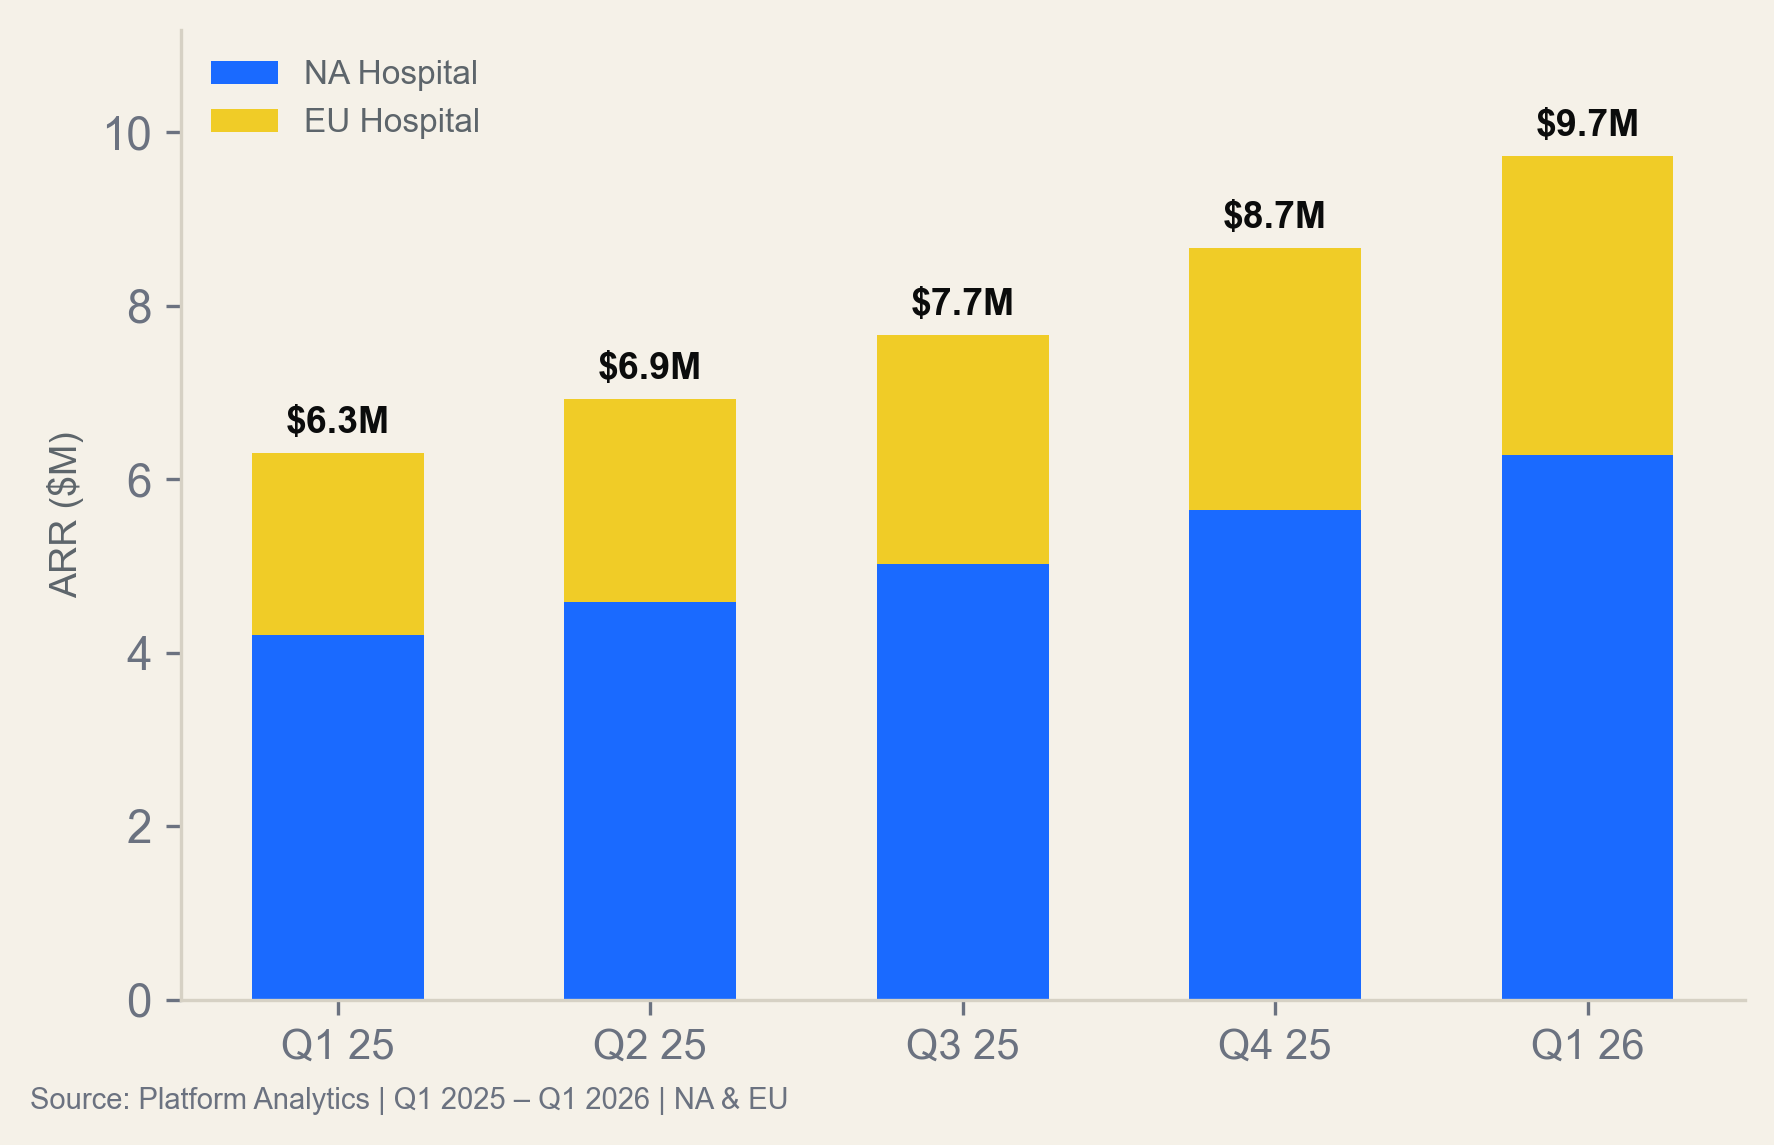 NA Hospital
EU Hospital
ARR ($M)
10
8
6
4
2
0
$6.3M
$6.9M
$7.7M
$8.7M
$9.7M
Q1 25
Q2 25
Q3 25
Q4 25
Q1 26
Source: Platform Analytics | Q1 2025 – Q1 2026 | NA & EU